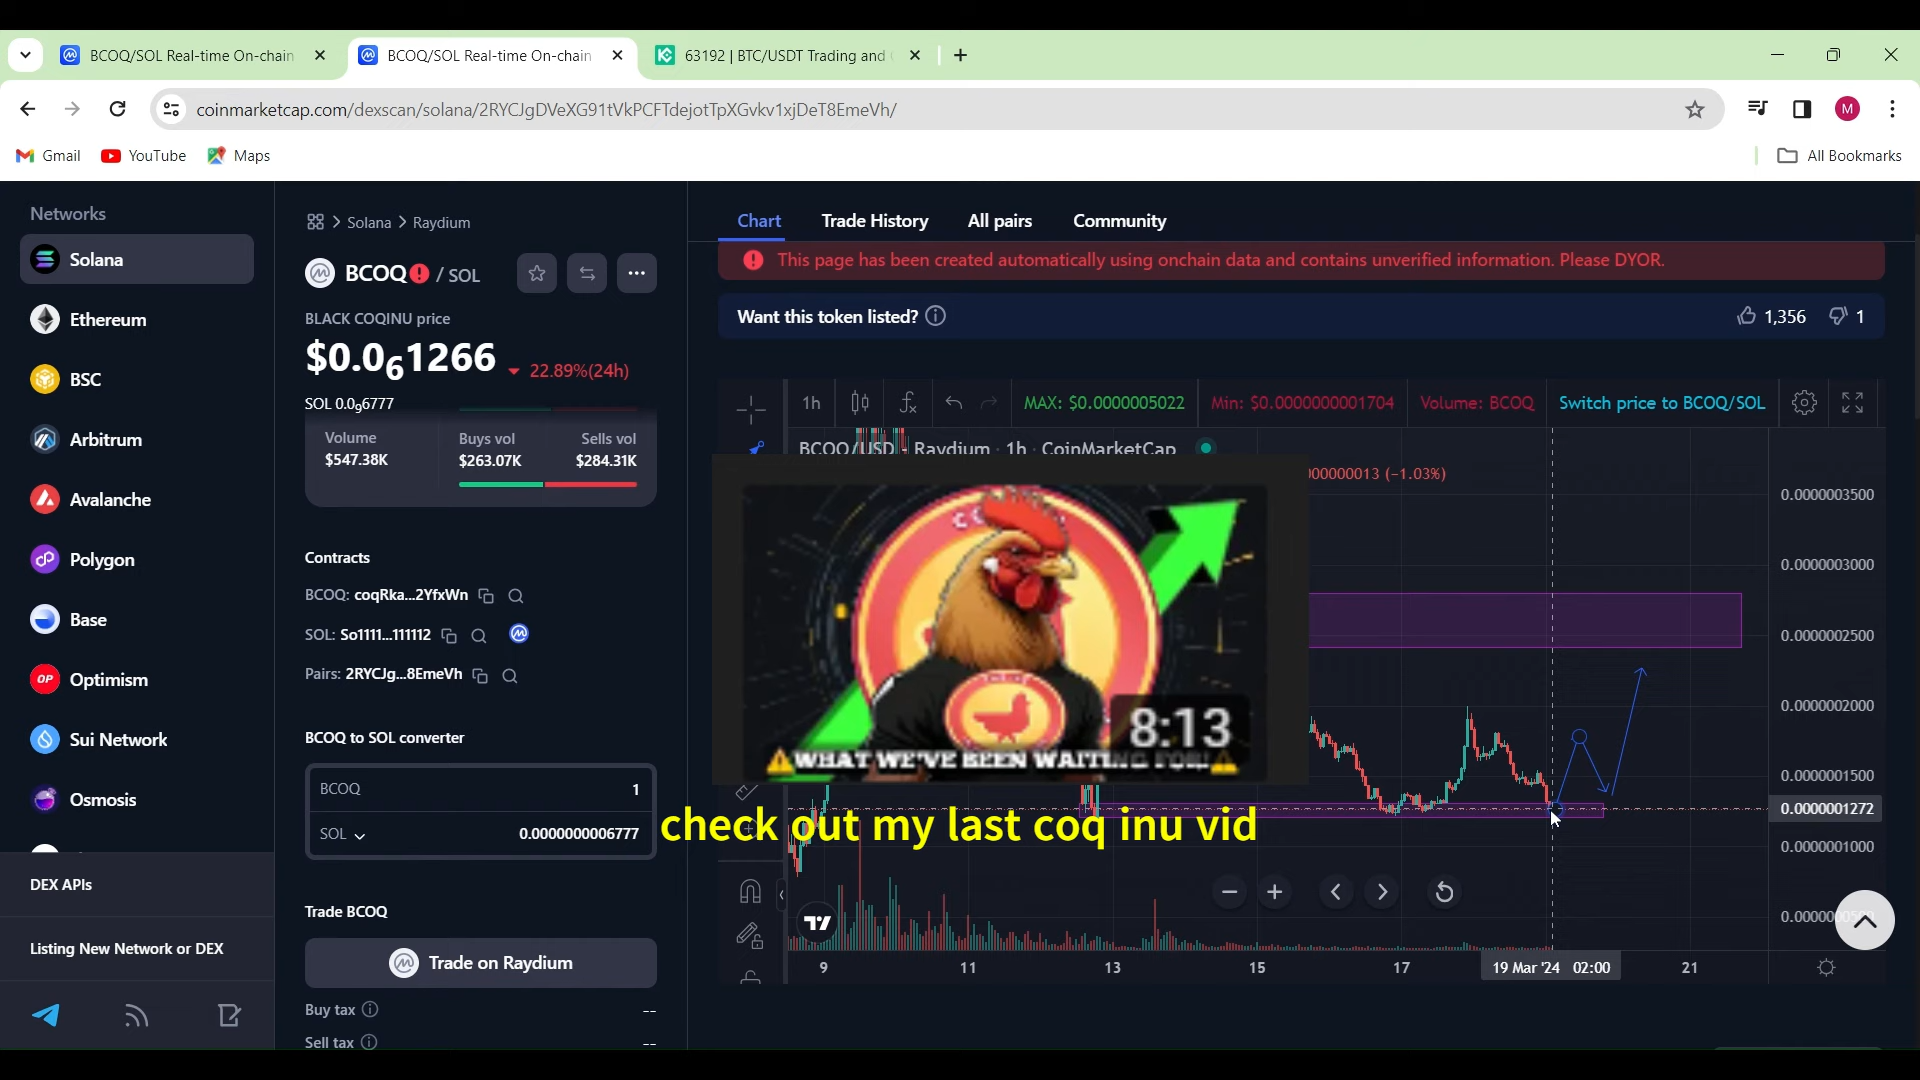 BCOQ/SOL Real-time On-chain
BCOQ/SOL Real-time On-chain
63192 | BTC/USDT Trading and
coinmarketcap.com/dexscan/solana/2RYCJgDVeXG91tVkPCFTdejotTpXGvkv1xjDeT8EmeVh/
M
Gmail
YouTube
Maps
All Bookmarks
Networks
Solana
Ethereum
BSC
Arbitrum
Avalanche
Polygon
Base
OP Optimism
Sui Network
Osmosis
DEX APIs
Listing New Network or DEX
Solana > Raydium
BCOQ / SOL
BLACK COQINU price
$0.0₆1266
22.89%(24h)
SOL 0.0₉6777
Volume
$547.38K
Buys vol
$263.07K
Sells vol
$284.31K
Contracts
BCOQ: coqRka...2YfxWn
SOL: So1111...111112
Pairs: 2RYCJg...8EmeVh
BCOQ to SOL converter
BCOQ 1
SOL 0.0000000006777
Trade BCOQ
Trade on Raydium
Buy tax --
Sell tax --
Chart
Trade History
All pairs
Community
This page has been created automatically using onchain data and contains unverified information. Please DYOR.
Want this token listed?
1,356
1
1h
MAX: $0.0000005022
Min: $0.0000000001704
Volume: BCOQ
Switch price to BCOQ/SOL
BCOQ/USD - Raydium · 1h · CoinMarketCap
000000013 (−1.03%)
8:13
WHAT WE'VE BEEN WAITING FOR!
check out my last coq inu vid
0.0000003500
0.0000003000
0.0000002500
0.0000002000
0.0000001500
0.0000001272
0.0000001000
9
11
13
15
17
19 Mar '24 02:00
21